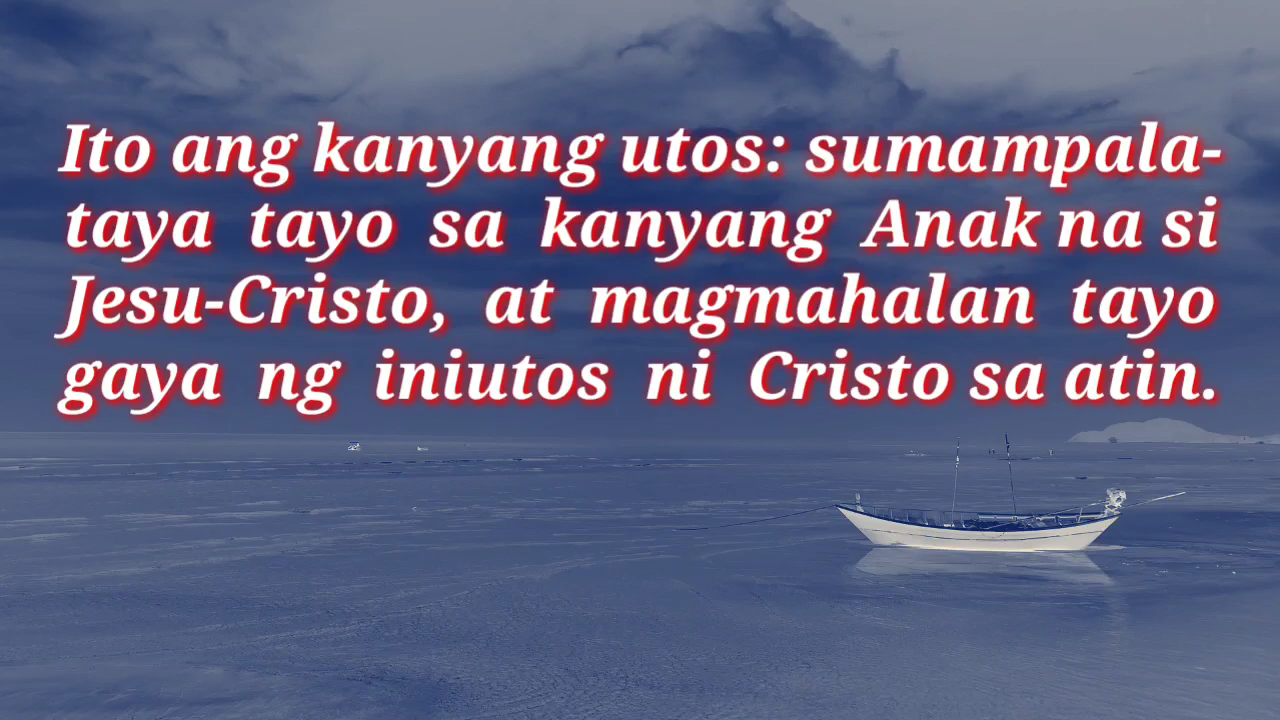 Ito ang kanyang utos: sumampala-
taya tayo sa kanyang Anak na si
Jesu-Cristo, at magmahalan tayo
gaya ng iniutos ni Cristo sa atin.